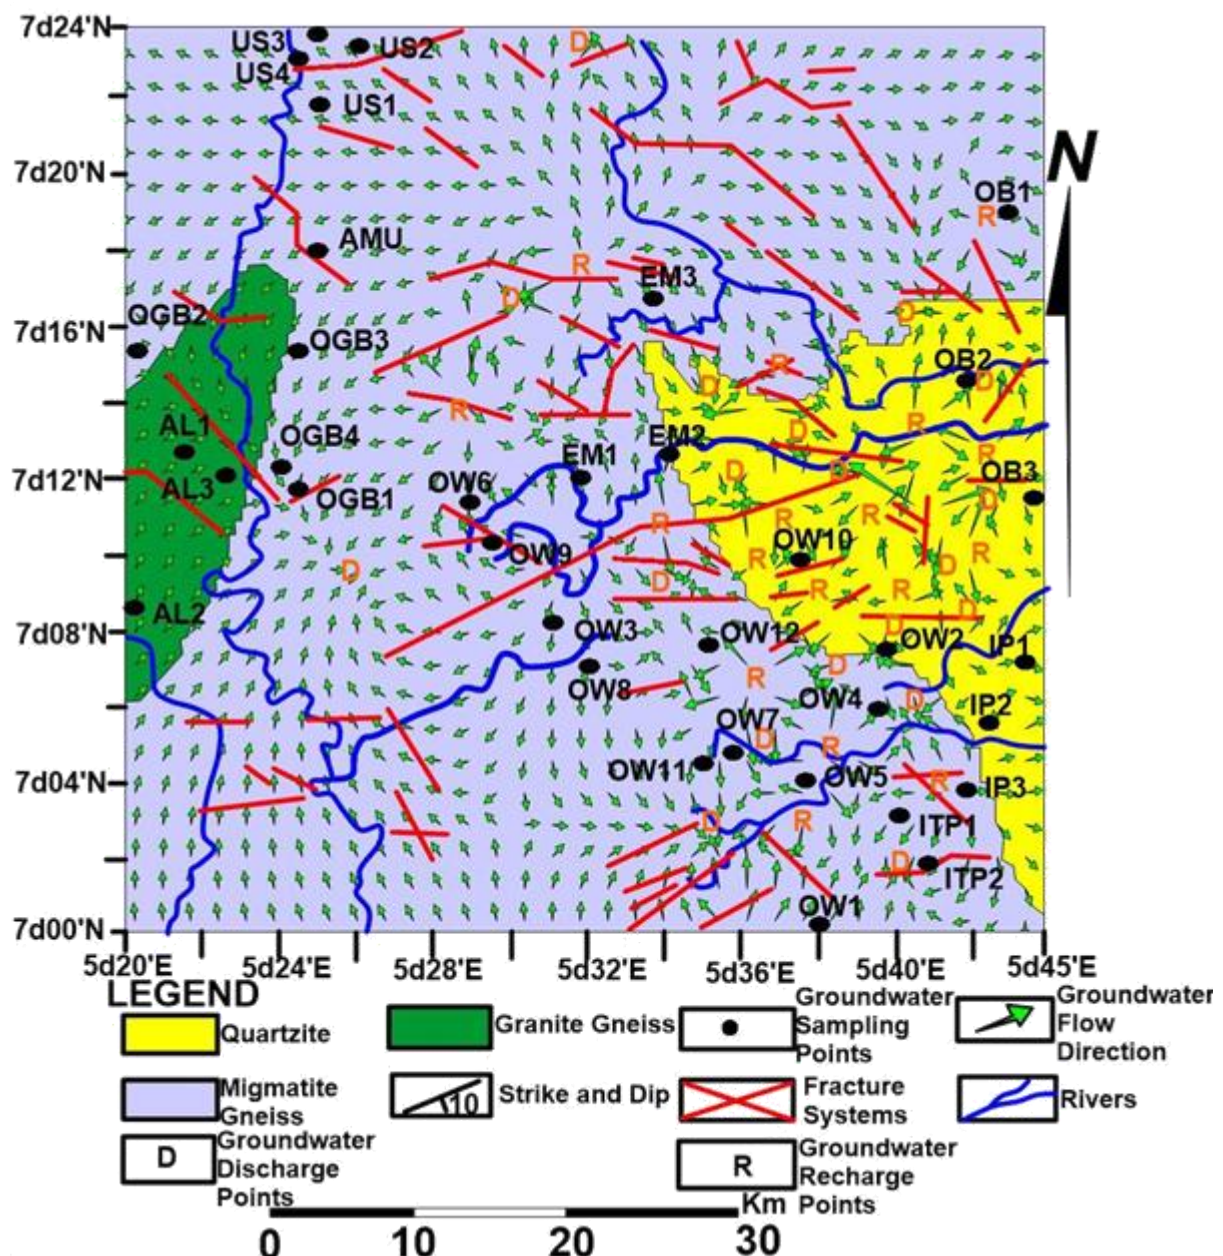 7d24'N
US3
US2
US4
US1
7d20'N
N
OB1
R
AMU
D
R
EM3
D
7d16'N
OGB2
OGB3
D
OB2
R
D
D
R
AL1
OGB4
EM2
D
R
R
EM1
D
D
OB3
7d12'N
AL3
OGB1
OW6
D
R
R
R
OW10
OW9
R
R
D
D
D
R
R
AL2
D
7d08'N
OW3
OW12
D
OW2
IP1
OW8
R
D
OW4
D
IP2
OW7
D
R
OW11
OW5
R
IP3
7d04'N
D
R
ITP1
D
ITP2
OW1
7d00'N
5d20'E 5d24'E 5d28'E 5d32'E 5d36'E 5d40'E 5d45'E
LEGEND
Quartzite
Granite Gneiss
Groundwater
Sampling
Points
Groundwater
Flow
Direction
Migmatite
Gneiss
10
Strike and Dip
Fracture
Systems
Rivers
D
Groundwater
Discharge
Points
R
Groundwater
Recharge
Points
Km
0 10 20 30